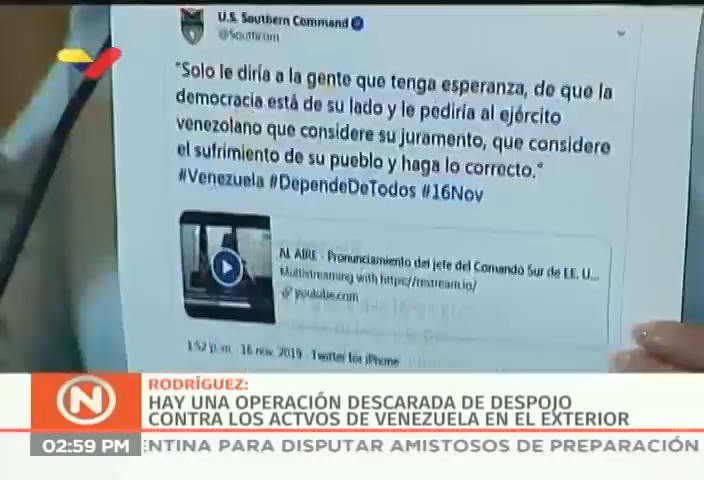 U.S. Southern Command
@Southcom
"Solo le diría a la gente que tenga esperanza, de que la
democracia está de su lado y le pediría al ejército
venezolano que considere su juramento, que considere
el sufrimiento de su pueblo y haga lo correcto."
#Venezuela #DependeDeTodos #16Nov
AL AIRE - Pronunciamiento del jefe del Comando Sur de EE. U...
Multistreaming with https://restream.io/
youtube.com
1:52 p. m. · 16 nov. 2019 · Twitter for iPhone
N
RODRÍGUEZ:
HAY UNA OPERACIÓN DESCARADA DE DESPOJO
CONTRA LOS ACTVOS DE VENEZUELA EN EL EXTERIOR
02:59 PM
ENTINA PARA DISPUTAR AMISTOSOS DE PREPARACIÓN